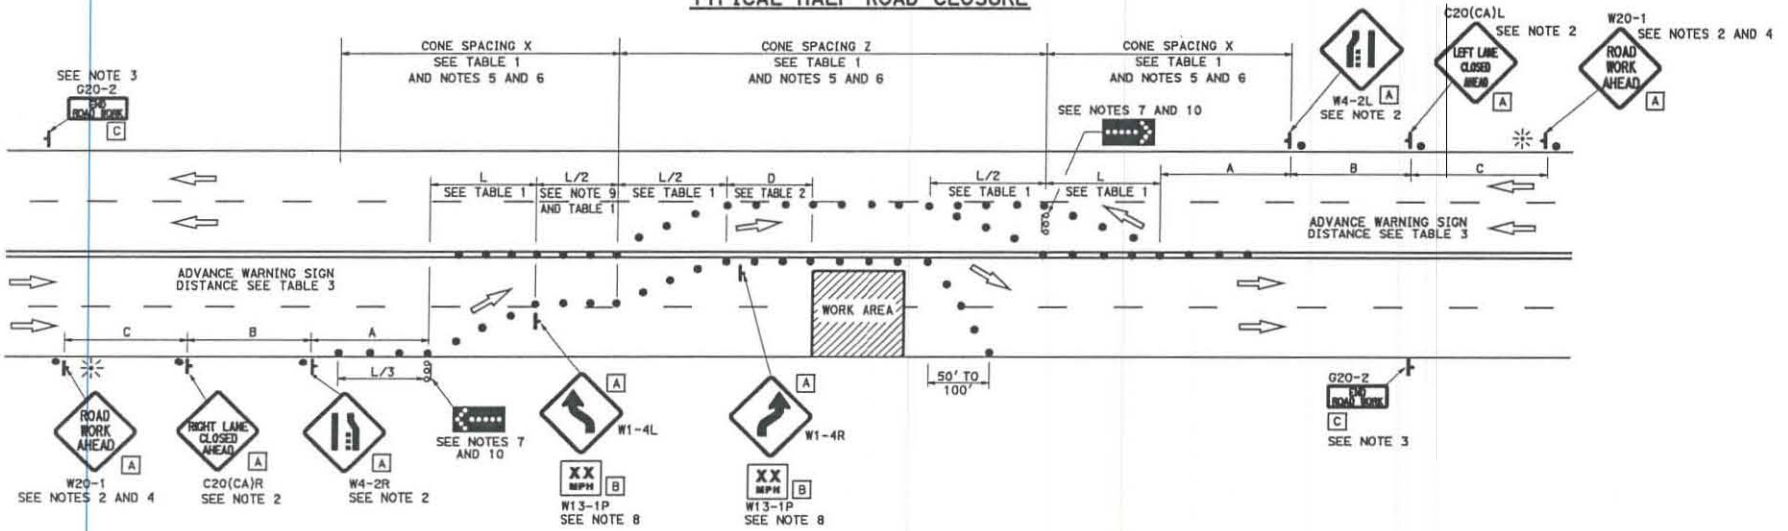 TYPICAL HALF ROAD CLOSURE
CONE SPACING X
SEE TABLE 1
AND NOTES 5 AND 6
CONE SPACING Z
SEE TABLE 1
AND NOTES 5 AND 6
CONE SPACING X
SEE TABLE 1
AND NOTES 5 AND 6
SEE NOTE 3
G20-2
END
ROAD WORK
C
SEE NOTES 7 AND 10
W4-2L A
SEE NOTE 2
C20(CA)L
SEE NOTE 2
LEFT LANE
CLOSED
AHEAD
A
W20-1
SEE NOTES 2 AND 4
ROAD
WORK
AHEAD
A
L
SEE TABLE 1
L/2
SEE NOTE 9
AND TABLE 1
L/2
SEE TABLE 1
D
SEE TABLE 2
L/2
SEE TABLE 1
L
SEE TABLE 1
A
B
C
ADVANCE WARNING SIGN
DISTANCE SEE TABLE 3
ADVANCE WARNING SIGN
DISTANCE SEE TABLE 3
WORK AREA
C
B
A
L/3
50' TO
100'
ROAD
WORK
AHEAD
A
W20-1
SEE NOTES 2 AND 4
RIGHT LANE
CLOSED
AHEAD
A
C20(CA)R
SEE NOTE 2
A
W4-2R
SEE NOTE 2
SEE NOTES 7
AND 10
A
W1-4L
XX
MPH
B
W13-1P
SEE NOTE 8
A
W1-4R
XX
MPH
B
W13-1P
SEE NOTE 8
G20-2
END
ROAD WORK
C
SEE NOTE 3